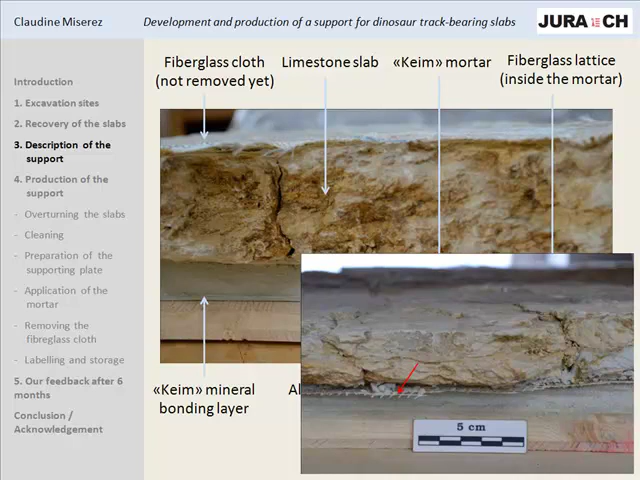 Claudine Miserez
Development and production of a support for dinosaur track-bearing slabs
JURA CH
Introduction
1. Excavation sites
2. Recovery of the slabs
3. Description of the
support
4. Production of the
support
- Overturning the slabs
- Cleaning
- Preparation of the
supporting plate
- Application of the
mortar
- Removing the
fibreglass cloth
- Labelling and storage
5. Our feedback after 6
months
Conclusion /
Acknowledgement
Fiberglass cloth
(not removed yet)
Limestone slab
«Keim» mortar
Fiberglass lattice
(inside the mortar)
«Keim» mineral
bonding layer
Al
5 cm